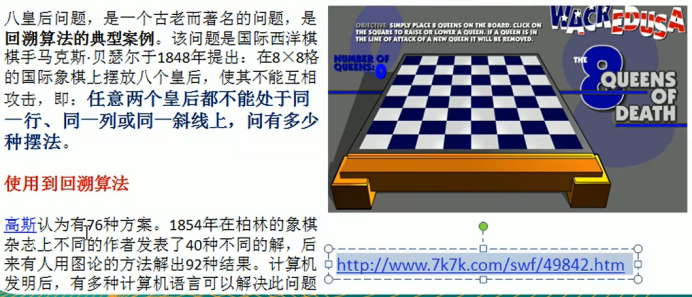 八皇后问题，是一个古老而著名的问题，是
回溯算法的典型案例。该问题是国际西洋棋
棋手马克斯·贝瑟尔于1848年提出：在8×8格
的国际象棋上摆放八个皇后，使其不能互相
攻击，即：任意两个皇后都不能处于同
一行、同一列或同一斜线上，问有多少
种摆法。
使用到回溯算法
高斯认为有76种方案。1854年在柏林的象棋
杂志上不同的作者发表了40种不同的解，后
来有人用图论的方法解出92种结果。计算机
发明后，有多种计算机语言可以解决此问题
WACKEDUSA
OBJECTIVE: SIMPLY PLACE 8 QUEENS ON THE BOARD. CLICK ON
THE SQUARE TO RAISE OR LOWER A QUEEN. IF A QUEEN IS
IN THE LINE OF ATTACK OF A NEW QUEEN IT WILL BE REMOVED.
NUMBER OF
QUEENS:0
THE
8 QUEENS
OF
DEATH
http://www.7k7k.com/swf/49842.htm